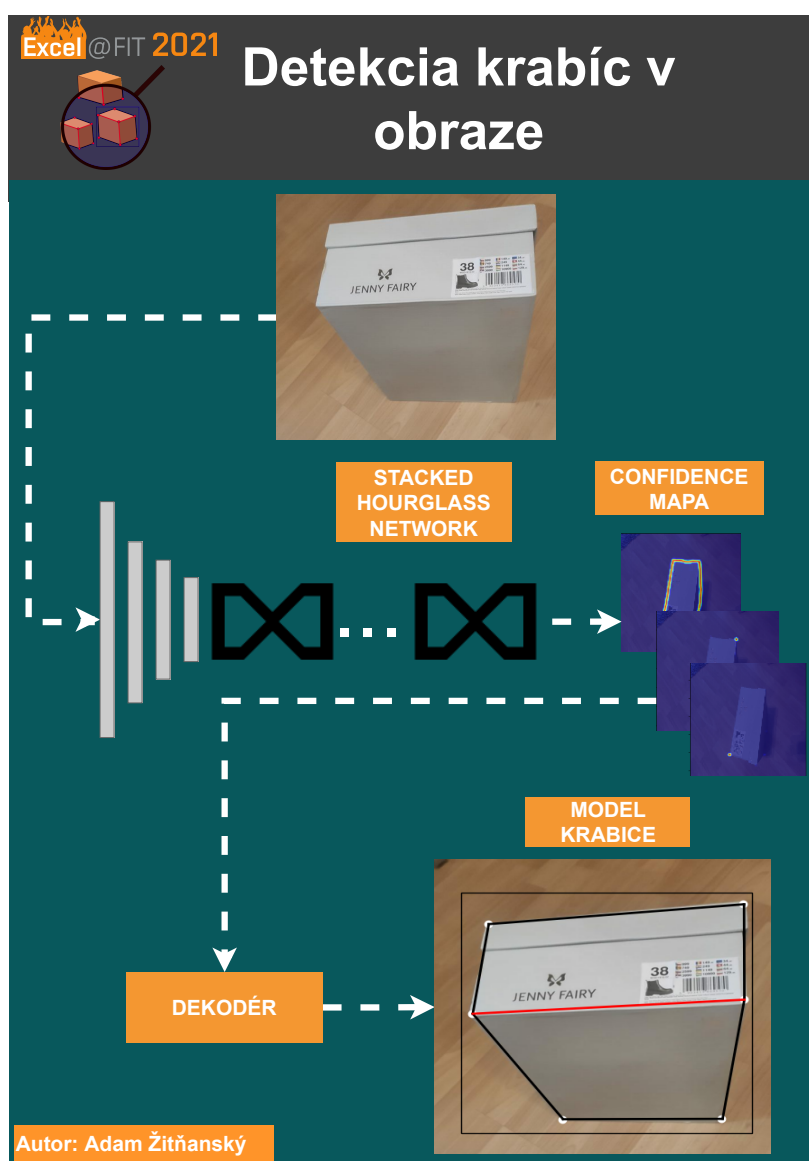 Excel@FIT 2021
Detekcia krabíc v
obraze
38
JENNY FAIRY
STACKED
HOURGLASS
NETWORK
CONFIDENCE
MAPA
MODEL
KRABICE
38
JENNY FAIRY
DEKODÉR
Autor: Adam Žitňanský